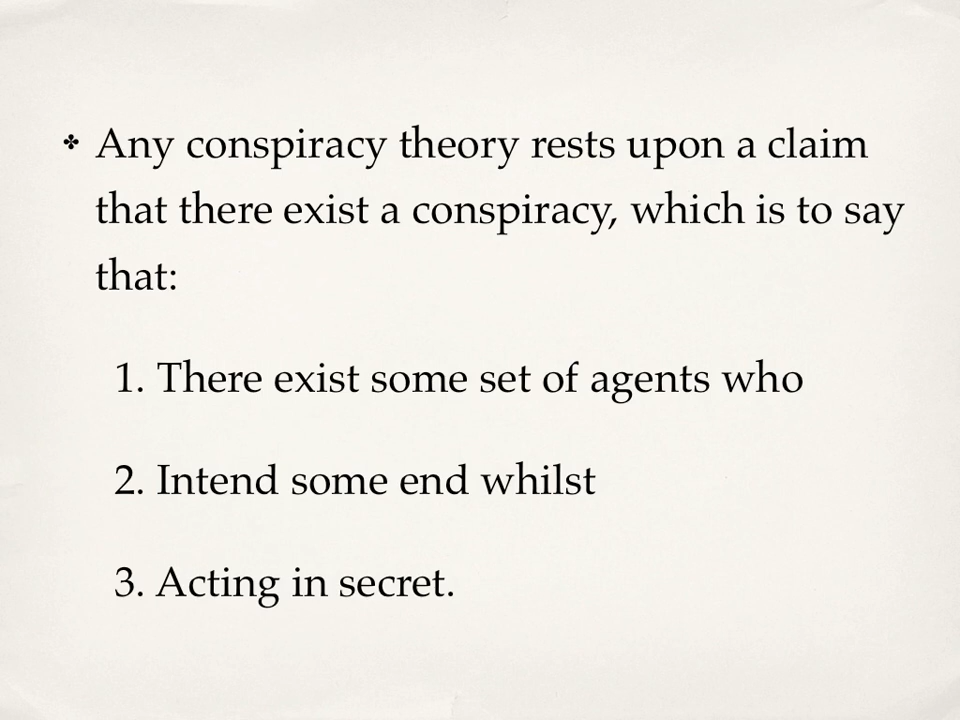 Any conspiracy theory rests upon a claim
that there exist a conspiracy, which is to say
that:
1. There exist some set of agents who
2. Intend some end whilst
3. Acting in secret.